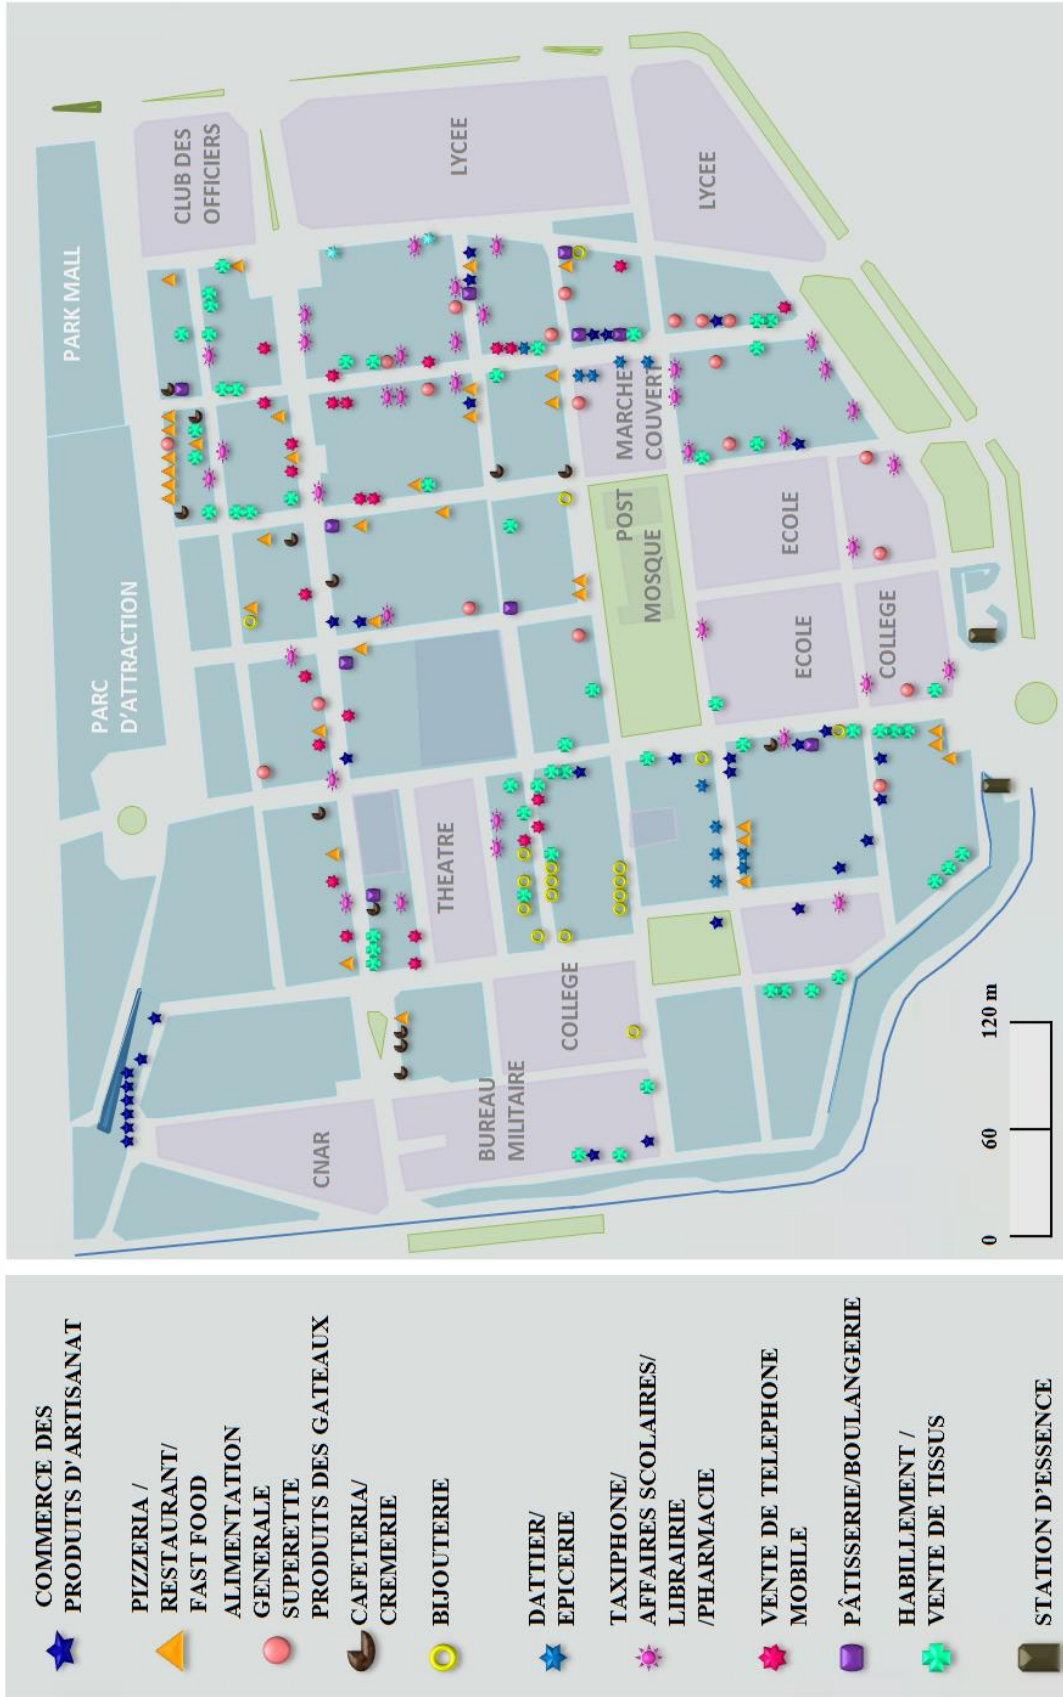 PARK MALL
PARC
D'ATTRACTION
CLUB DES
OFFICIERS
LYCEE
LYCEE
MARCHE
COUVERT
POST
MOSQUE
ECOLE
ECOLE
COLLEGE
THEATRE
COLLEGE
BUREAU
MILITAIRE
CNAR
0
60
120 m
COMMERCE DES
PRODUITS D'ARTISANAT
PIZZERIA /
RESTAURANT/
FAST FOOD
ALIMENTATION
GENERALE
SUPERETTE
PRODUITS DES GATEAUX
CAFETERIA/
CREMERIE
BIJOUTERIE
DATTIER/
EPICERIE
TAXIPHONE/
AFFAIRES SCOLAIRES/
LIBRAIRIE
/PHARMACIE
VENTE DE TELEPHONE
MOBILE
PÂTISSERIE/BOULANGERIE
HABILLEMENT /
VENTE DE TISSUS
STATION D'ESSENCE